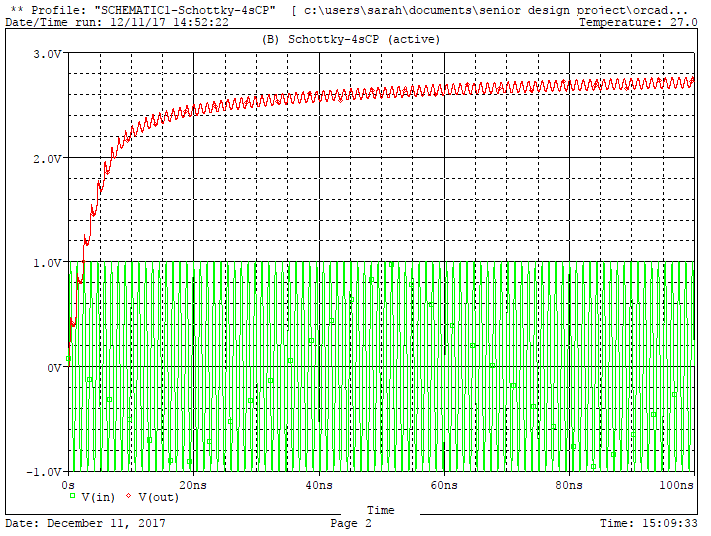 ** Profile: "SCHEMATIC1-Schottky-4sCP" [ c:\users\sarah\documents\senior design project\orcad...
Date/Time run: 12/11/17 14:52:22 Temperature: 27.0
(B) Schottky-4sCP (active)
3.0V
2.0V
1.0V
0V
-1.0V
0s 20ns 40ns 60ns 80ns 100ns
V(in) V(out)
Time
Date: December 11, 2017 Page 2 Time: 15:09:33